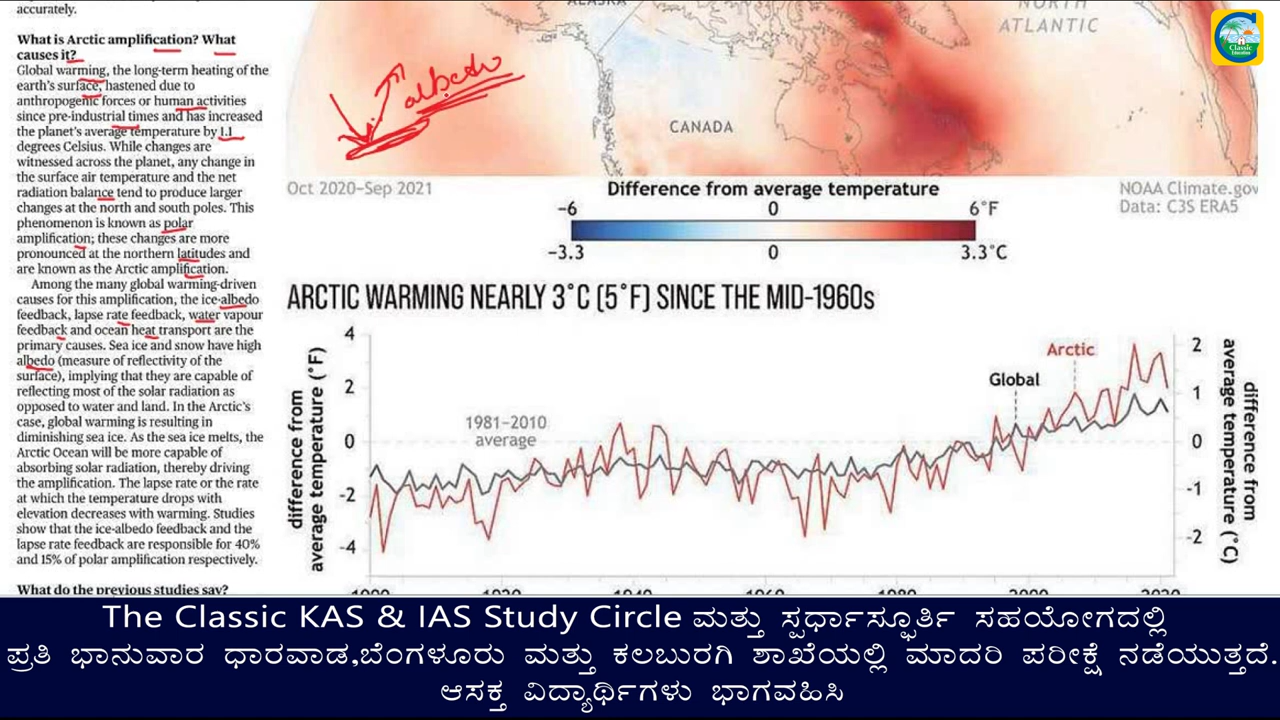 accurately.
What is Arctic amplification? What
causes it?
Global warming, the long-term heating of the
earth's surface, hastened due to
anthropogenic forces or human activities
since pre-industrial times and has increased
the planet's average temperature by 1.1
degrees Celsius. While changes are
witnessed across the planet, any change in
the surface air temperature and the net
radiation balance tend to produce larger
changes at the north and south poles. This
phenomenon is known as polar
amplification; these changes are more
pronounced at the northern latitudes and
are known as the Arctic amplification.
Among the many global warming-driven
causes for this amplification, the ice-albedo
feedback, lapse rate feedback, water vapour
feedback and ocean heat transport are the
primary causes. Sea ice and snow have high
albedo (measure of reflectivity of the
surface), implying that they are capable of
reflecting most of the solar radiation as
opposed to water and land. In the Arctic's
case, global warming is resulting in
diminishing sea ice. As the sea ice melts, the
Arctic Ocean will be more capable of
absorbing solar radiation, thereby driving
the amplification. The lapse rate or the rate
at which the temperature drops with
elevation decreases with warming. Studies
show that the ice-albedo feedback and the
lapse rate feedback are responsible for 40%
and 15% of polar amplification respectively.
What do the previous studies say?
ALASKA
NORTH
ATLANTIC
Classic
Education
albedo
CANADA
Oct 2020–Sep 2021
Difference from average temperature
NOAA Climate.gov
Data: C3S ERA5
-6 0 6°F
-3.3 0 3.3°C
ARCTIC WARMING NEARLY 3°C (5°F) SINCE THE MID-1960s
difference from
average temperature (°F)
4
2
0
-2
-4
1981–2010
average
Global
Arctic
2
1
0
-1
-2
difference from
average temperature (°C)
1900 1920 1940 1960 1980 2000 2020
The Classic KAS & IAS Study Circle ಮತ್ತು ಸ್ಪರ್ಧಾಸ್ಫೂರ್ತಿ ಸಹಯೋಗದಲ್ಲಿ
ಪ್ರತಿ ಭಾನುವಾರ ಧಾರವಾಡ,ಬೆಂಗಳೂರು ಮತ್ತು ಕಲಬುರಗಿ ಶಾಖೆಯಲ್ಲಿ ಮಾದರಿ ಪರೀಕ್ಷೆ ನಡೆಯುತ್ತದೆ.
ಆಸಕ್ತ ವಿದ್ಯಾರ್ಥಿಗಳು ಭಾಗವಹಿಸಿ